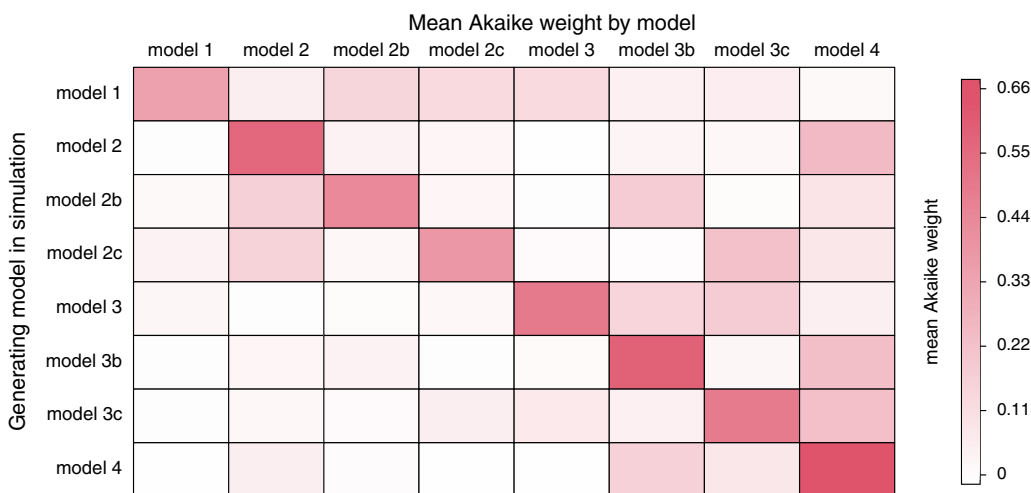 Mean Akaike weight by model
model 1 model 2 model 2b model 2c model 3 model 3b model 3c model 4
Generating model in simulation
model 1
model 2
model 2b
model 2c
model 3
model 3b
model 3c
model 4
mean Akaike weight
0.66
0.55
0.44
0.33
0.22
0.11
0